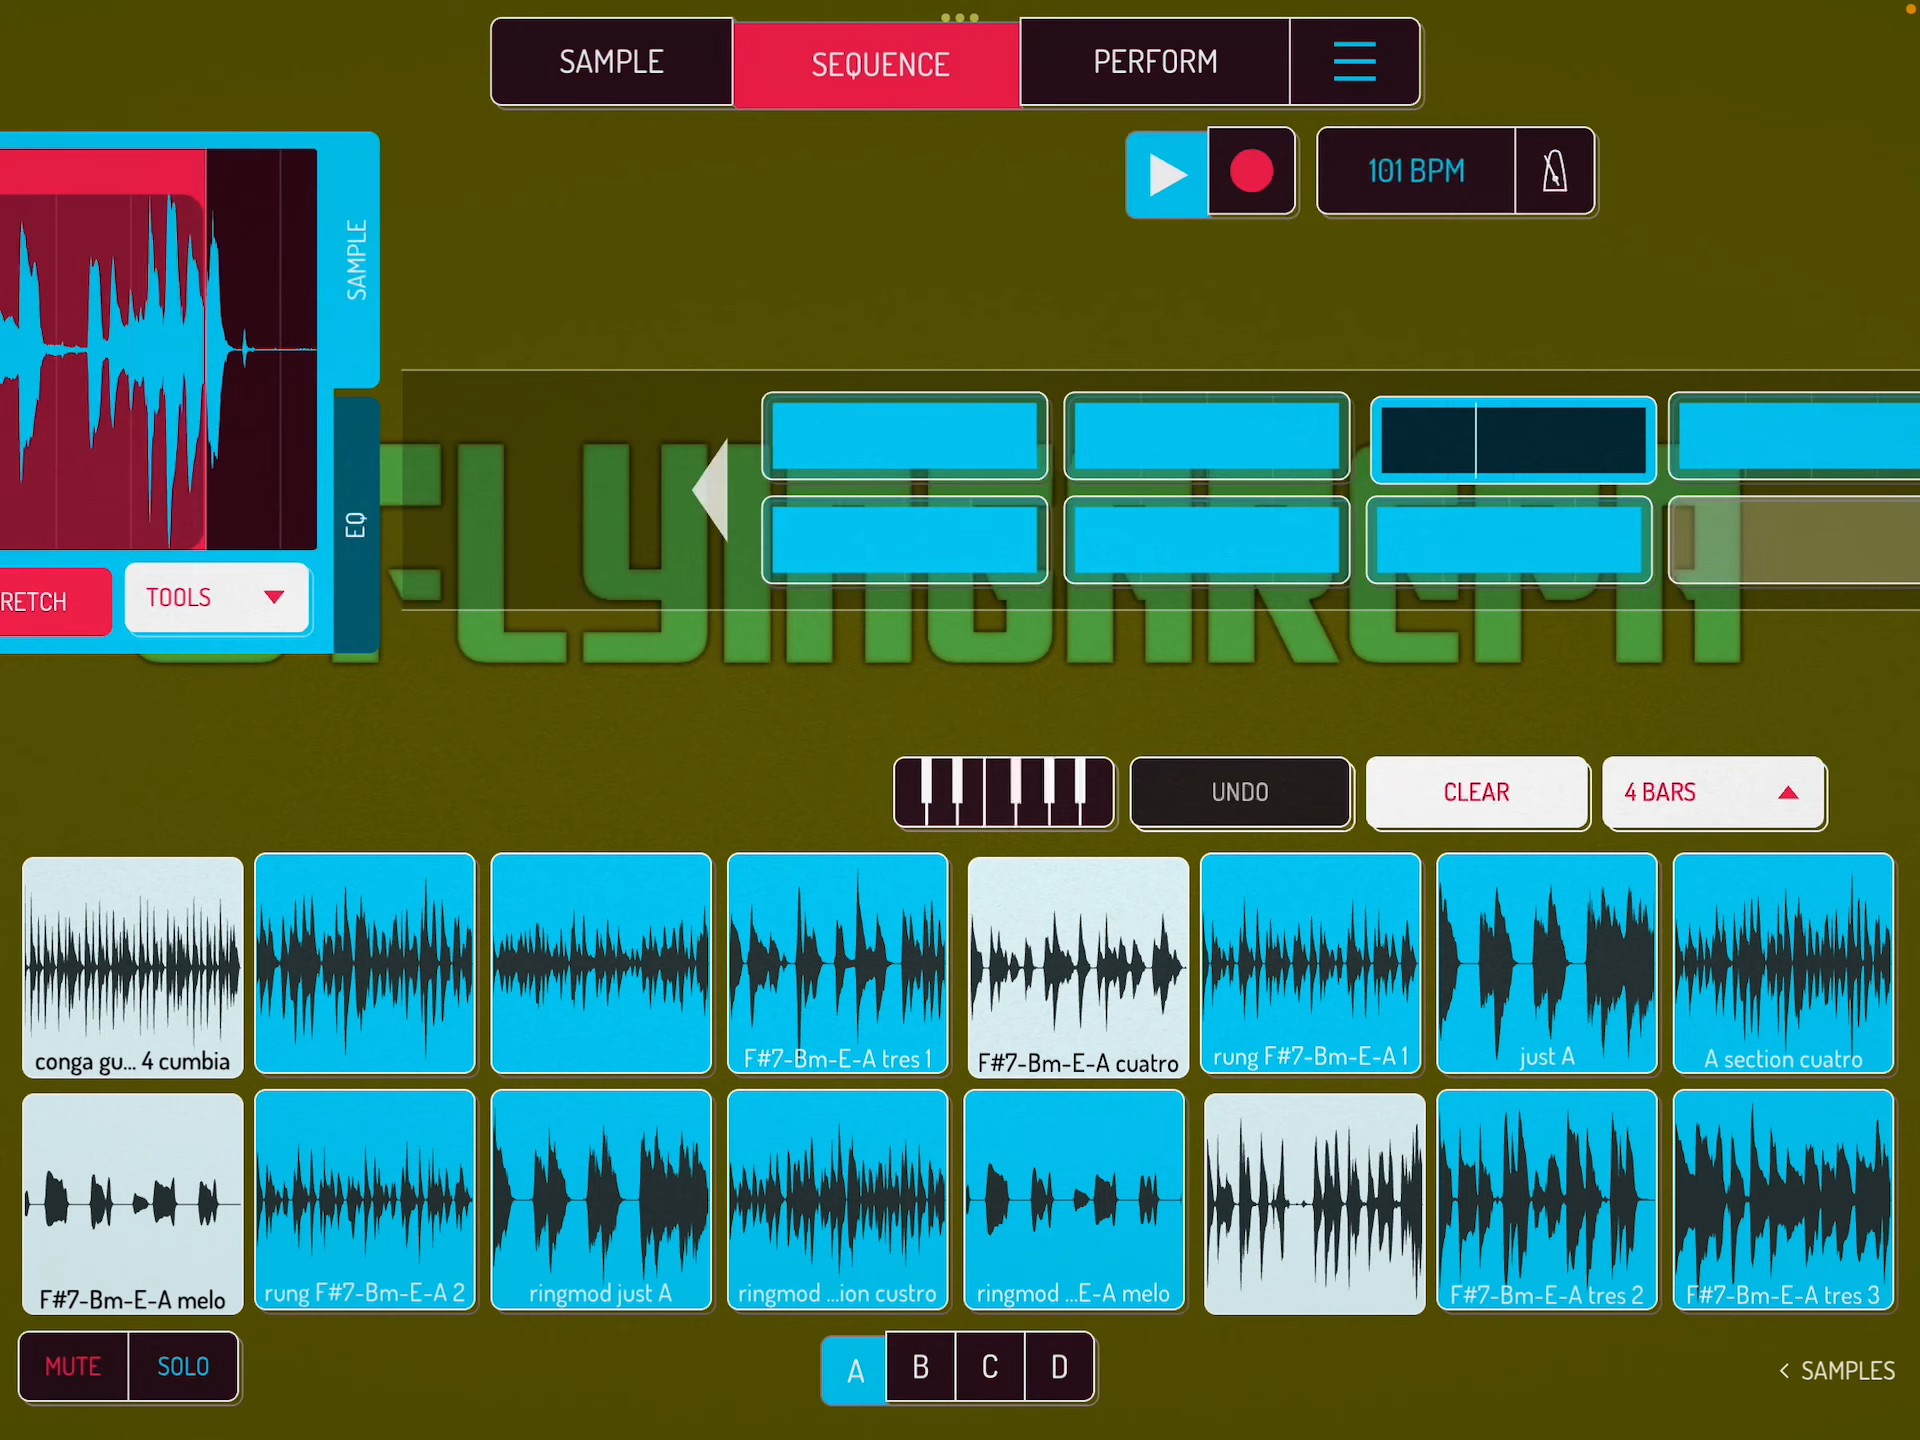 SAMPLE SEQUENCE PERFORM
101 BPM
SAMPLE
EQ
RETCH TOOLS
UNDO CLEAR 4 BARS
conga gu... 4 cumbia F#7-Bm-E-A tres 1 F#7-Bm-E-A cuatro rung F#7-Bm-E-A 1 just A A section cuatro
F#7-Bm-E-A melo rung F#7-Bm-E-A 2 ringmod just A ringmod ...ion custro ringmod ...E-A melo F#7-Bm-E-A tres 2 F#7-Bm-E-A tres 3
MUTE SOLO A B C D < SAMPLES